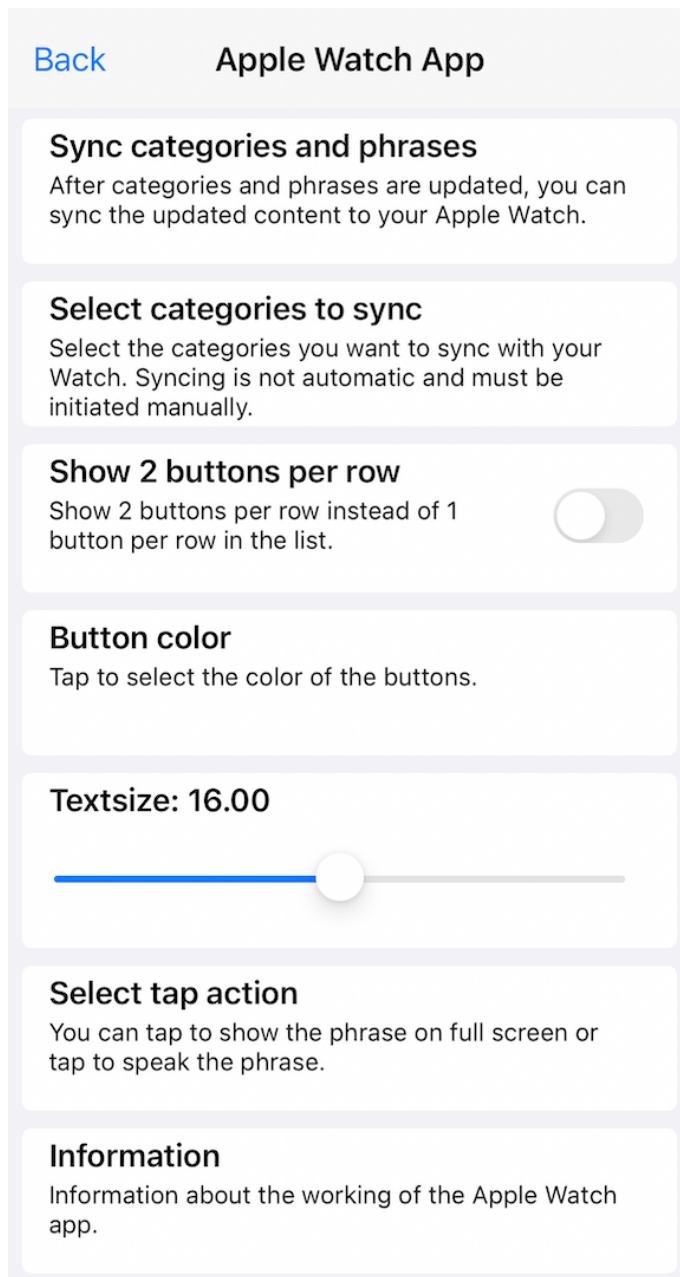 Back
Apple Watch App
Sync categories and phrases
After categories and phrases are updated, you can
sync the updated content to your Apple Watch.
Select categories to sync
Select the categories you want to sync with your
Watch. Syncing is not automatic and must be
initiated manually.
Show 2 buttons per row
Show 2 buttons per row instead of 1
button per row in the list.
Button color
Tap to select the color of the buttons.
Textsize: 16.00
Select tap action
You can tap to show the phrase on full screen or
tap to speak the phrase.
Information
Information about the working of the Apple Watch
app.